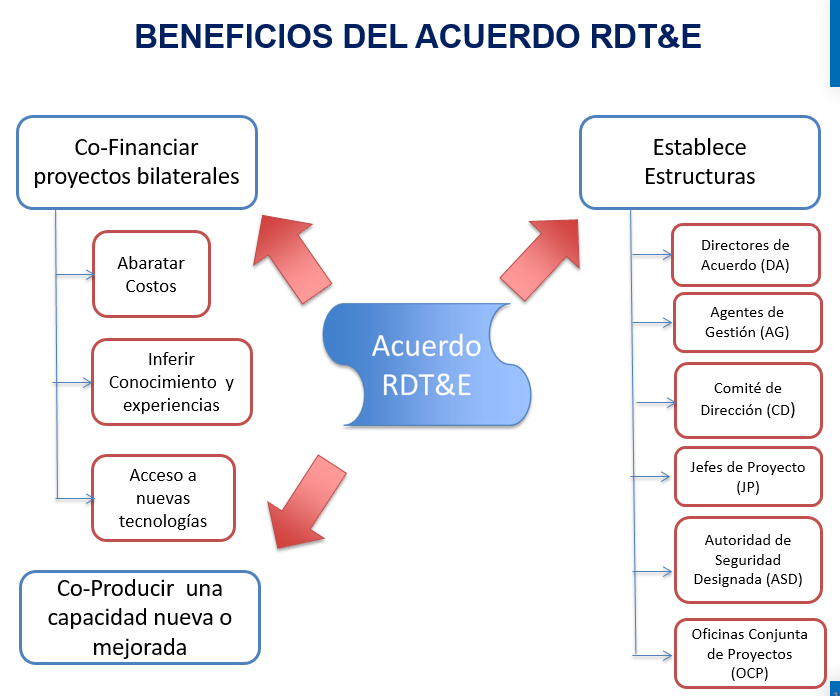 BENEFICIOS DEL ACUERDO RDT&E
Co-Financiar
proyectos bilaterales
Abaratar
Costos
Inferir
Conocimiento y
experiencias
Acceso a
nuevas
tecnologías
Co-Producir una
capacidad nueva o
mejorada
Acuerdo
RDT&E
Establece
Estructuras
Directores de
Acuerdo (DA)
Agentes de
Gestión (AG)
Comité de
Dirección (CD)
Jefes de Proyecto
(JP)
Autoridad de
Seguridad
Designada (ASD)
Oficinas Conjunta
de Proyectos
(OCP)